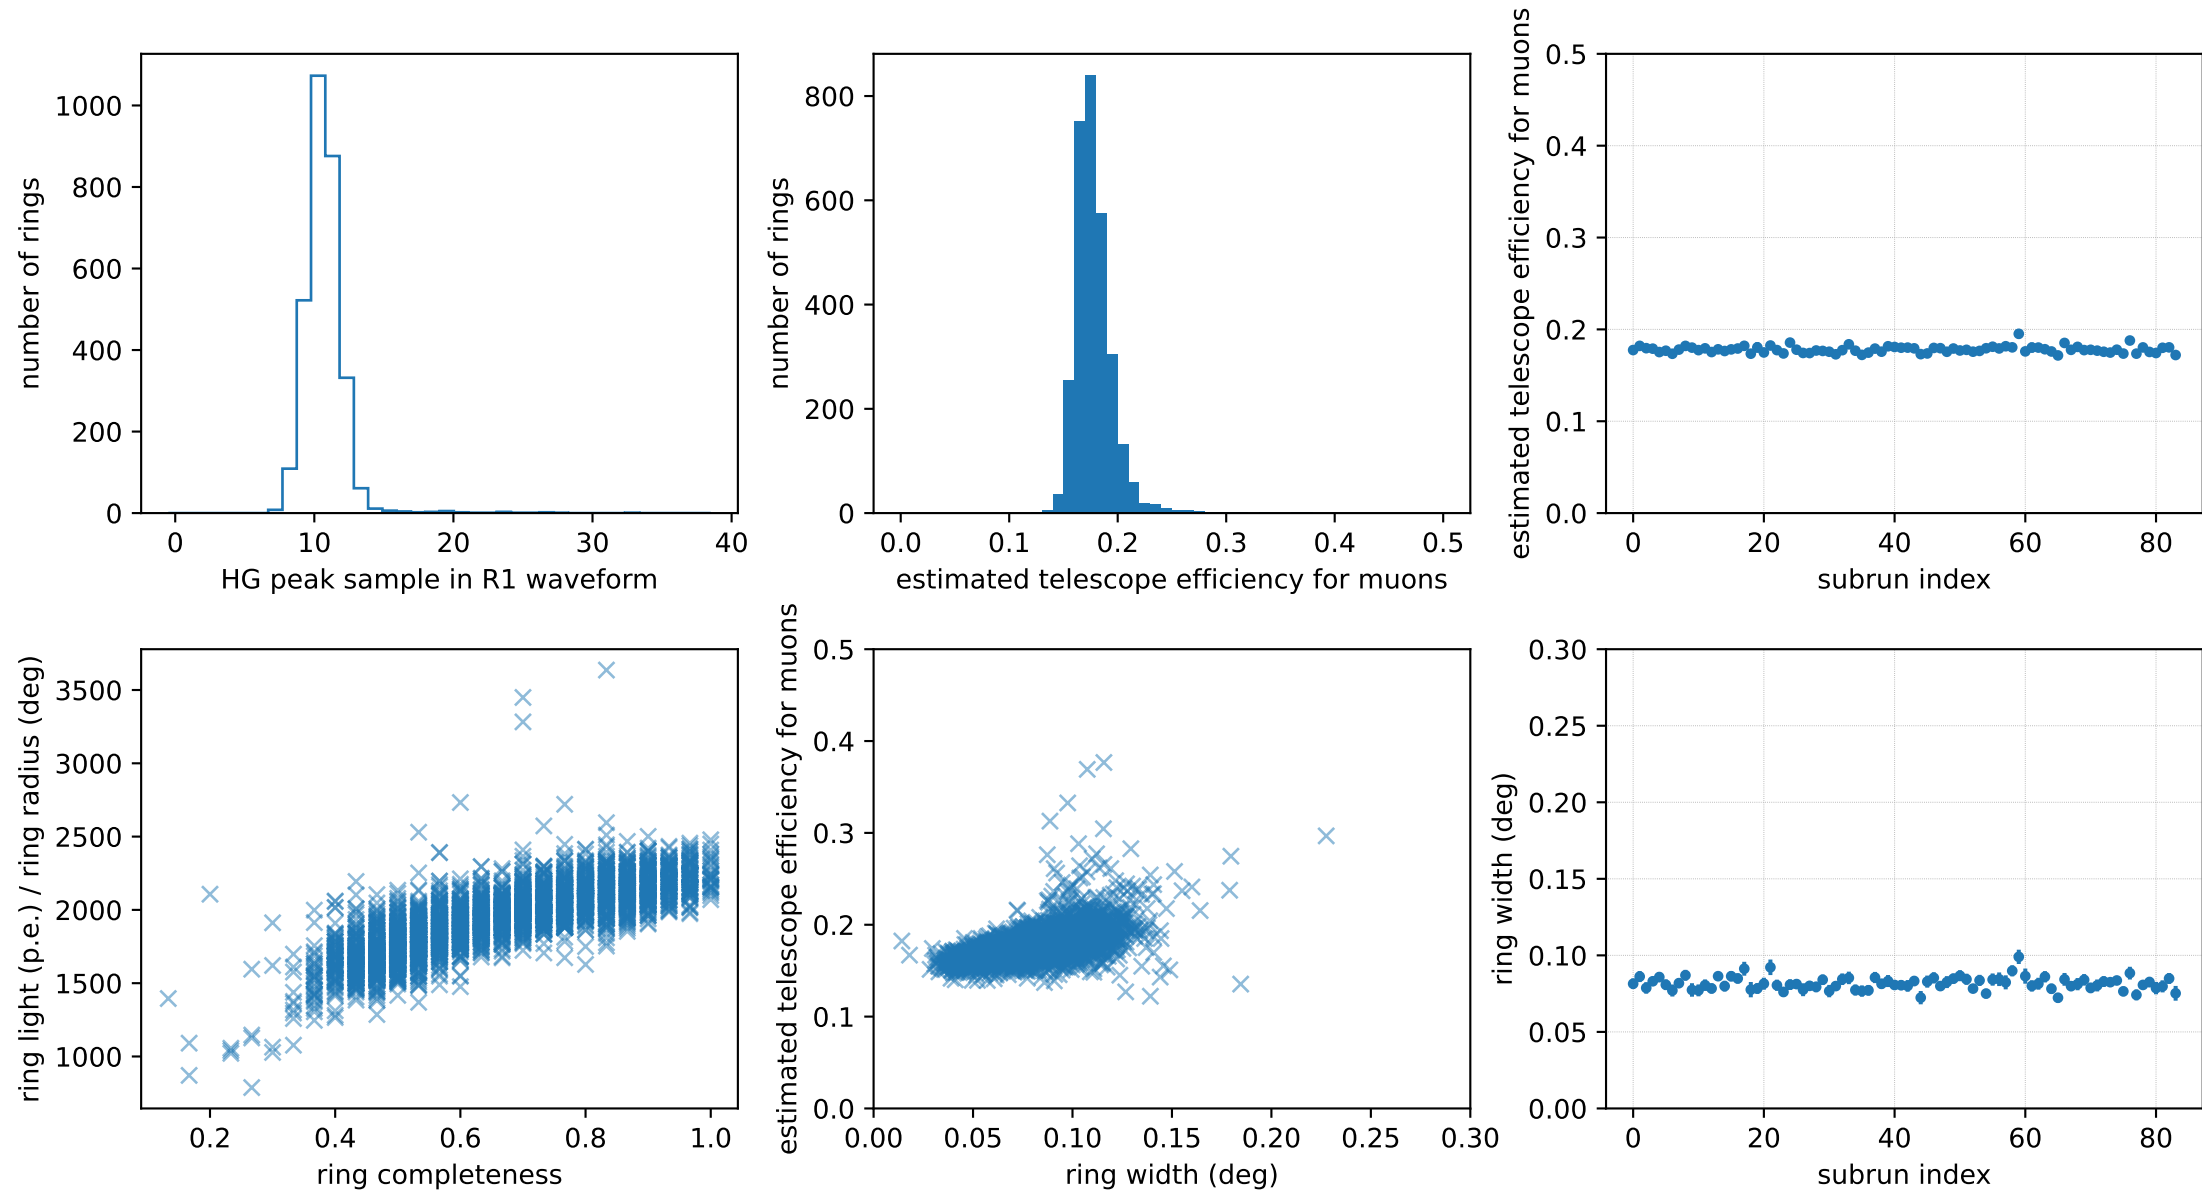 number of rings
1000
800
600
400
200
0
0 10 20 30 40
HG peak sample in R1 waveform
number of rings
800
600
400
200
0
0.0 0.1 0.2 0.3 0.4 0.5
estimated telescope efficiency for muons
estimated telescope efficiency for muons
0.5
0.4
0.3
0.2
0.1
0.0
0 20 40 60 80
subrun index
ring light (p.e.) / ring radius (deg)
3500
3000
2500
2000
1500
1000
0.2 0.4 0.6 0.8 1.0
ring completeness
estimated telescope efficiency for muons
0.5
0.4
0.3
0.2
0.1
0.0
0.00 0.05 0.10 0.15 0.20 0.25 0.30
ring width (deg)
ring width (deg)
0.30
0.25
0.20
0.15
0.10
0.05
0.00
0 20 40 60 80
subrun index